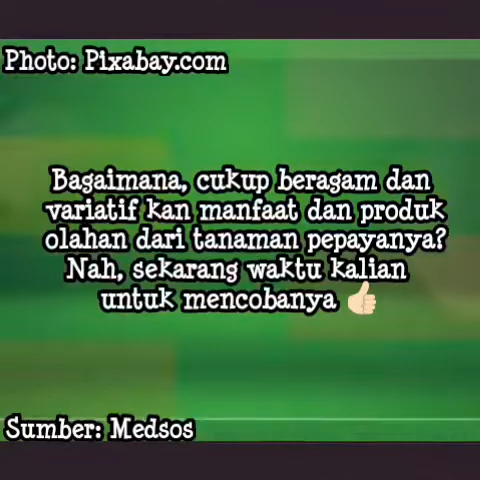 Photo: Pixabay.com
Bagaimana, cukup beragam dan
variatif kan manfaat dan produk
olahan dari tanaman pepayanya?
Nah, sekarang waktu kalian
untuk mencobanya 👍🏻
Sumber: Medsos